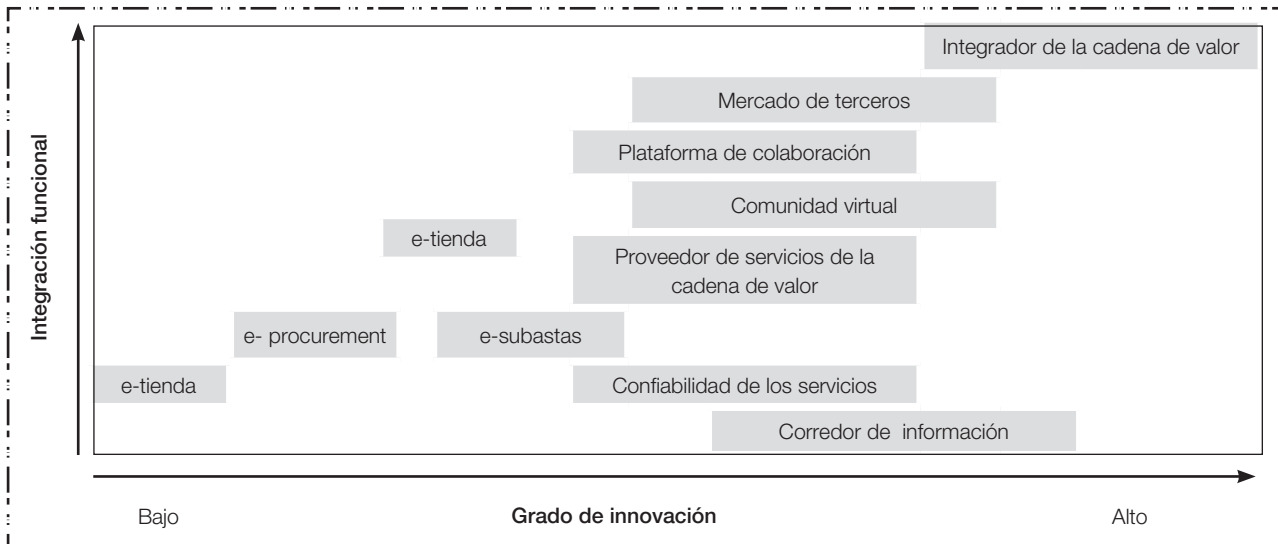 Integrador de la cadena de valor
Mercado de terceros
Plataforma de colaboración
Comunidad virtual
e-tienda
Proveedor de servicios de la
cadena de valor
e- procurement
e-subastas
e-tienda
Confiabilidad de los servicios
Corredor de información
Integración funcional
Bajo
Grado de innovación
Alto